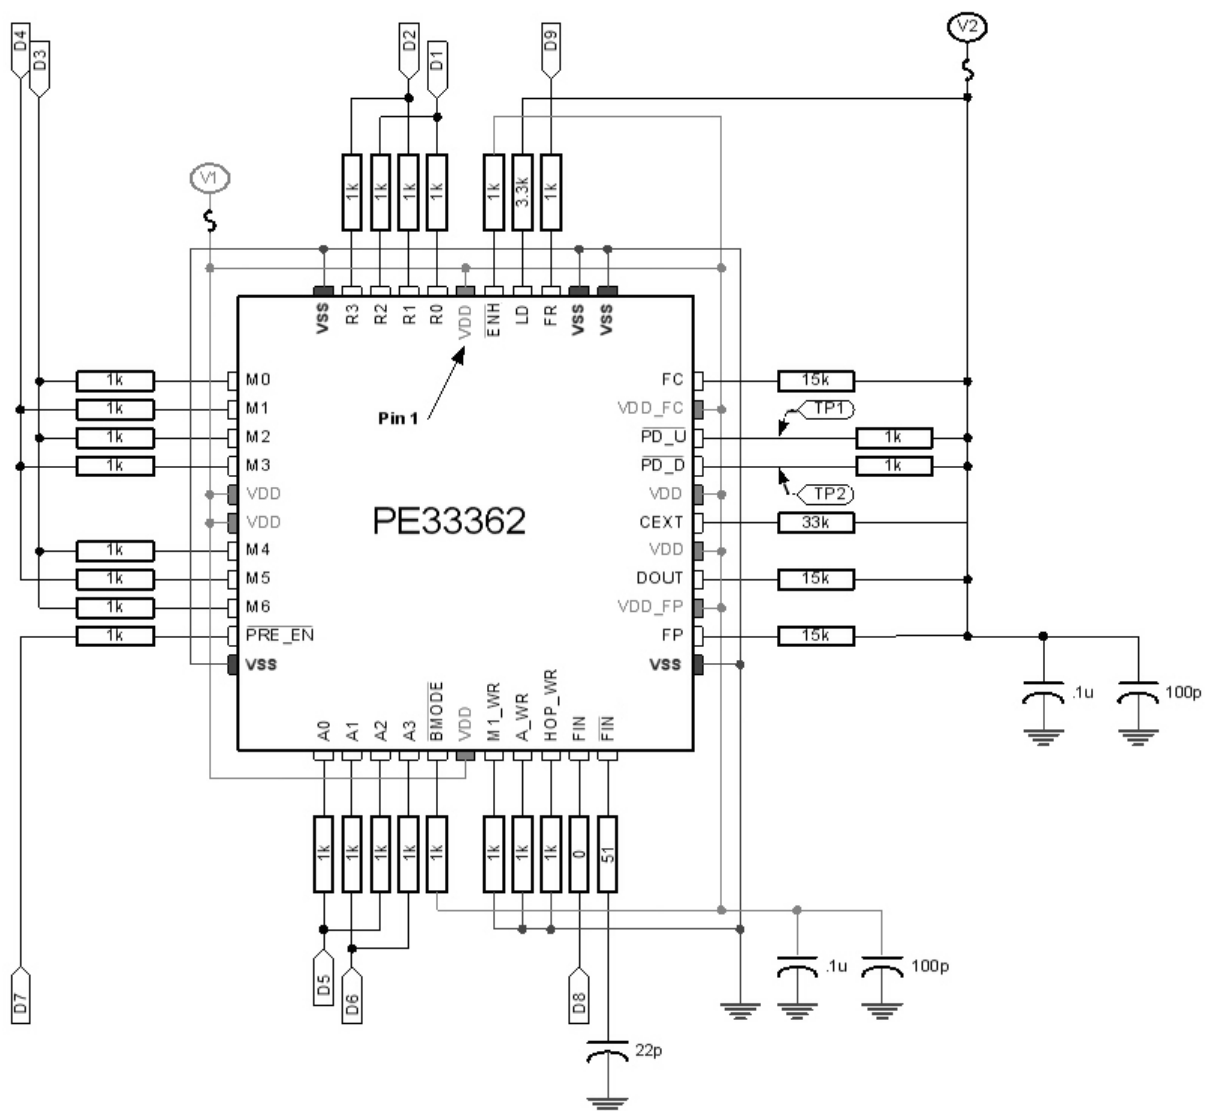 D4
D3
D2
D1
D9
V2
V1
1k
1k
1k
1k
1k
3.3k
1k
VSS
R3
R2
R1
R0
VDD
ENH
LD
FR
VSS
VSS
1k M0
1k M1
1k M2
1k M3
VDD
VDD
1k M4
1k M5
1k M6
1k PRE_EN
VSS
Pin 1
PE33362
FC 15k
VDD_FC TP1
PD_U 1k
PD_D 1k
VDD TP2
CEXT 33k
VDD
DOUT 15k
VDD_FP
FP 15k
VSS
.1u
100p
A0
A1
A2
A3
BMODE
VDD
M1_WR
A_WR
HOP_WR
FIN
FIN
1k
1k
1k
1k
1k
1k
1k
1k
0
51
.1u
100p
D7
D5
D6
D8
22p